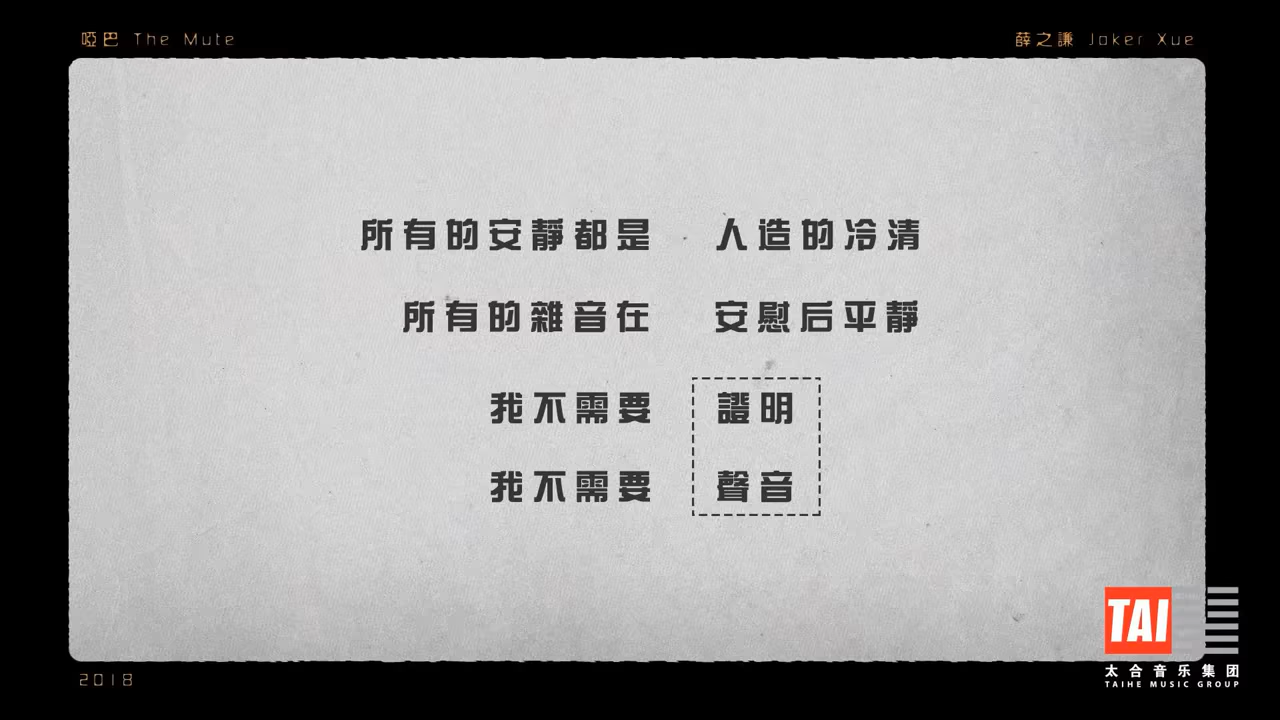 啞巴 The Mute
薛之謙 Joker Xue
所有的安靜都是 人造的冷清
所有的雜音在 安慰后平靜
我不需要 證明
我不需要 聲音
2018
TAI
太合音乐集团
TAIHE MUSIC GROUP